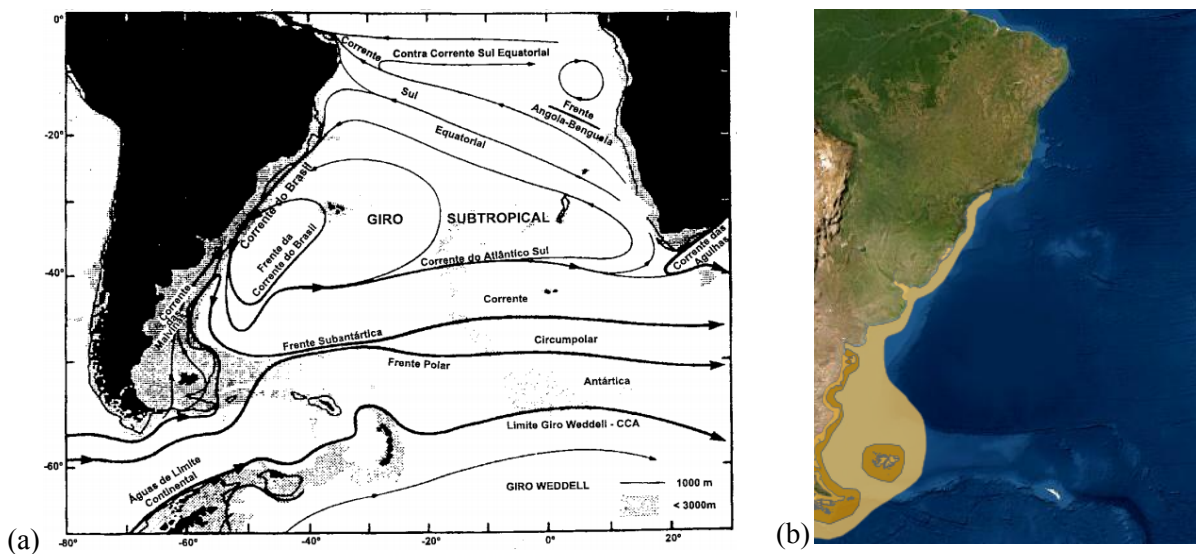 0°
Corrente
Contra Corrente Sul Equatorial
Sul
Frente
Angola-Benguela
-20°
Equatorial
Corrente do Brasil
GIRO
SUBTROPICAL
Frente da
Corrente do Brasil
Corrente das
Agulhas
Corrente do Atlântico Sul
-40°
Corrente
das
Malvinas
Corrente
Frente Subantártica
Circumpolar
Frente Polar
Antártica
Limite Giro Weddell - CCA
-60°
Águas de Limite
Continental
GIRO WEDDELL
1000 m
< 3000m
-80°
-60°
-40°
-20°
0°
20°
(a)
(b)